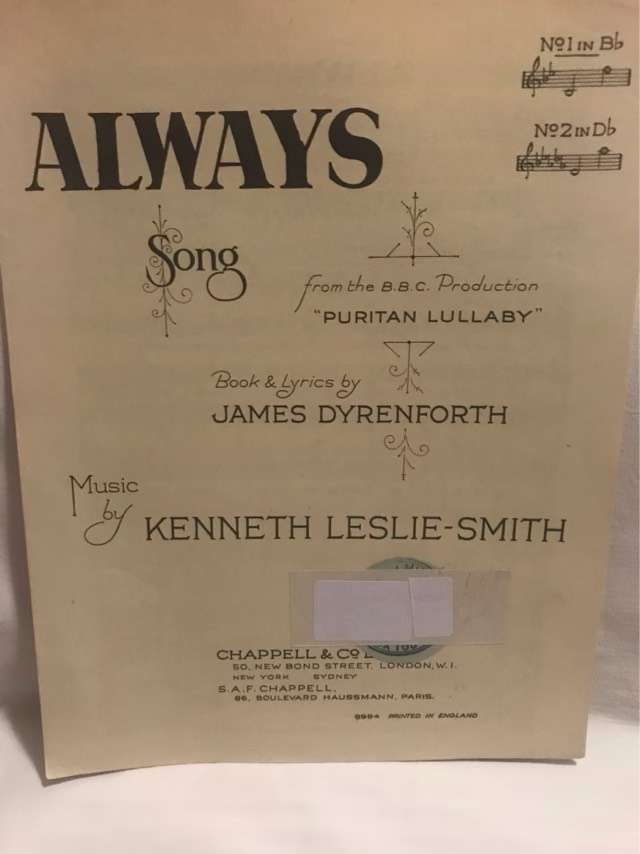 No1 IN Bb
No2 IN Db
ALWAYS
Song
from the B.B.C. Production
"PURITAN LULLABY"
Book & Lyrics by
JAMES DYRENFORTH
Music
by
KENNETH LESLIE-SMITH
CHAPPELL & Co
50, NEW BOND STREET, LONDON, W.1.
NEW YORK SYDNEY
S.A.F. CHAPPELL,
86, BOULEVARD HAUSSMANN, PARIS.
PRINTED IN ENGLAND